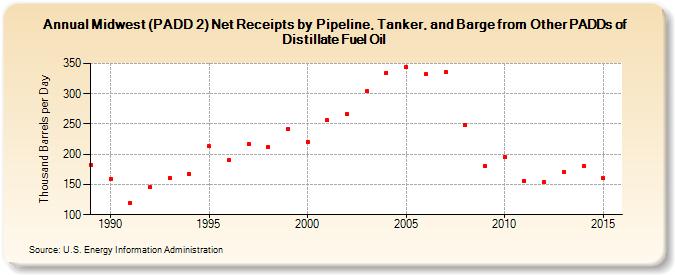 Annual Midwest (PADD 2) Net Receipts by Pipeline, Tanker, and Barge from Other PADDs of
Distillate Fuel Oil
Thousand Barrels per Day
350
300
250
200
150
100
1990 1995 2000 2005 2010 2015
Source: U.S. Energy Information Administration